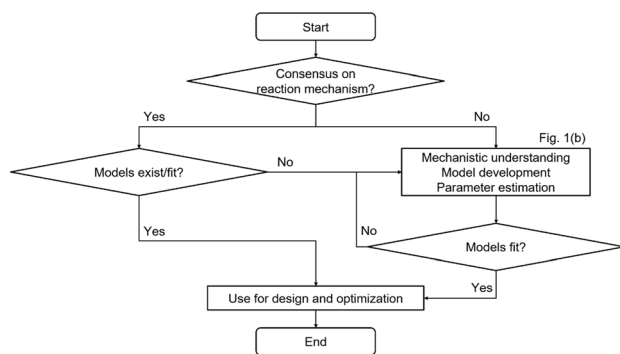 Start
Consensus on
reaction mechanism?
Yes
No
Fig. 1(b)
Models exist/fit?
No
Mechanistic understanding
Model development
Parameter estimation
Yes
No
Models fit?
Yes
Use for design and optimization
End